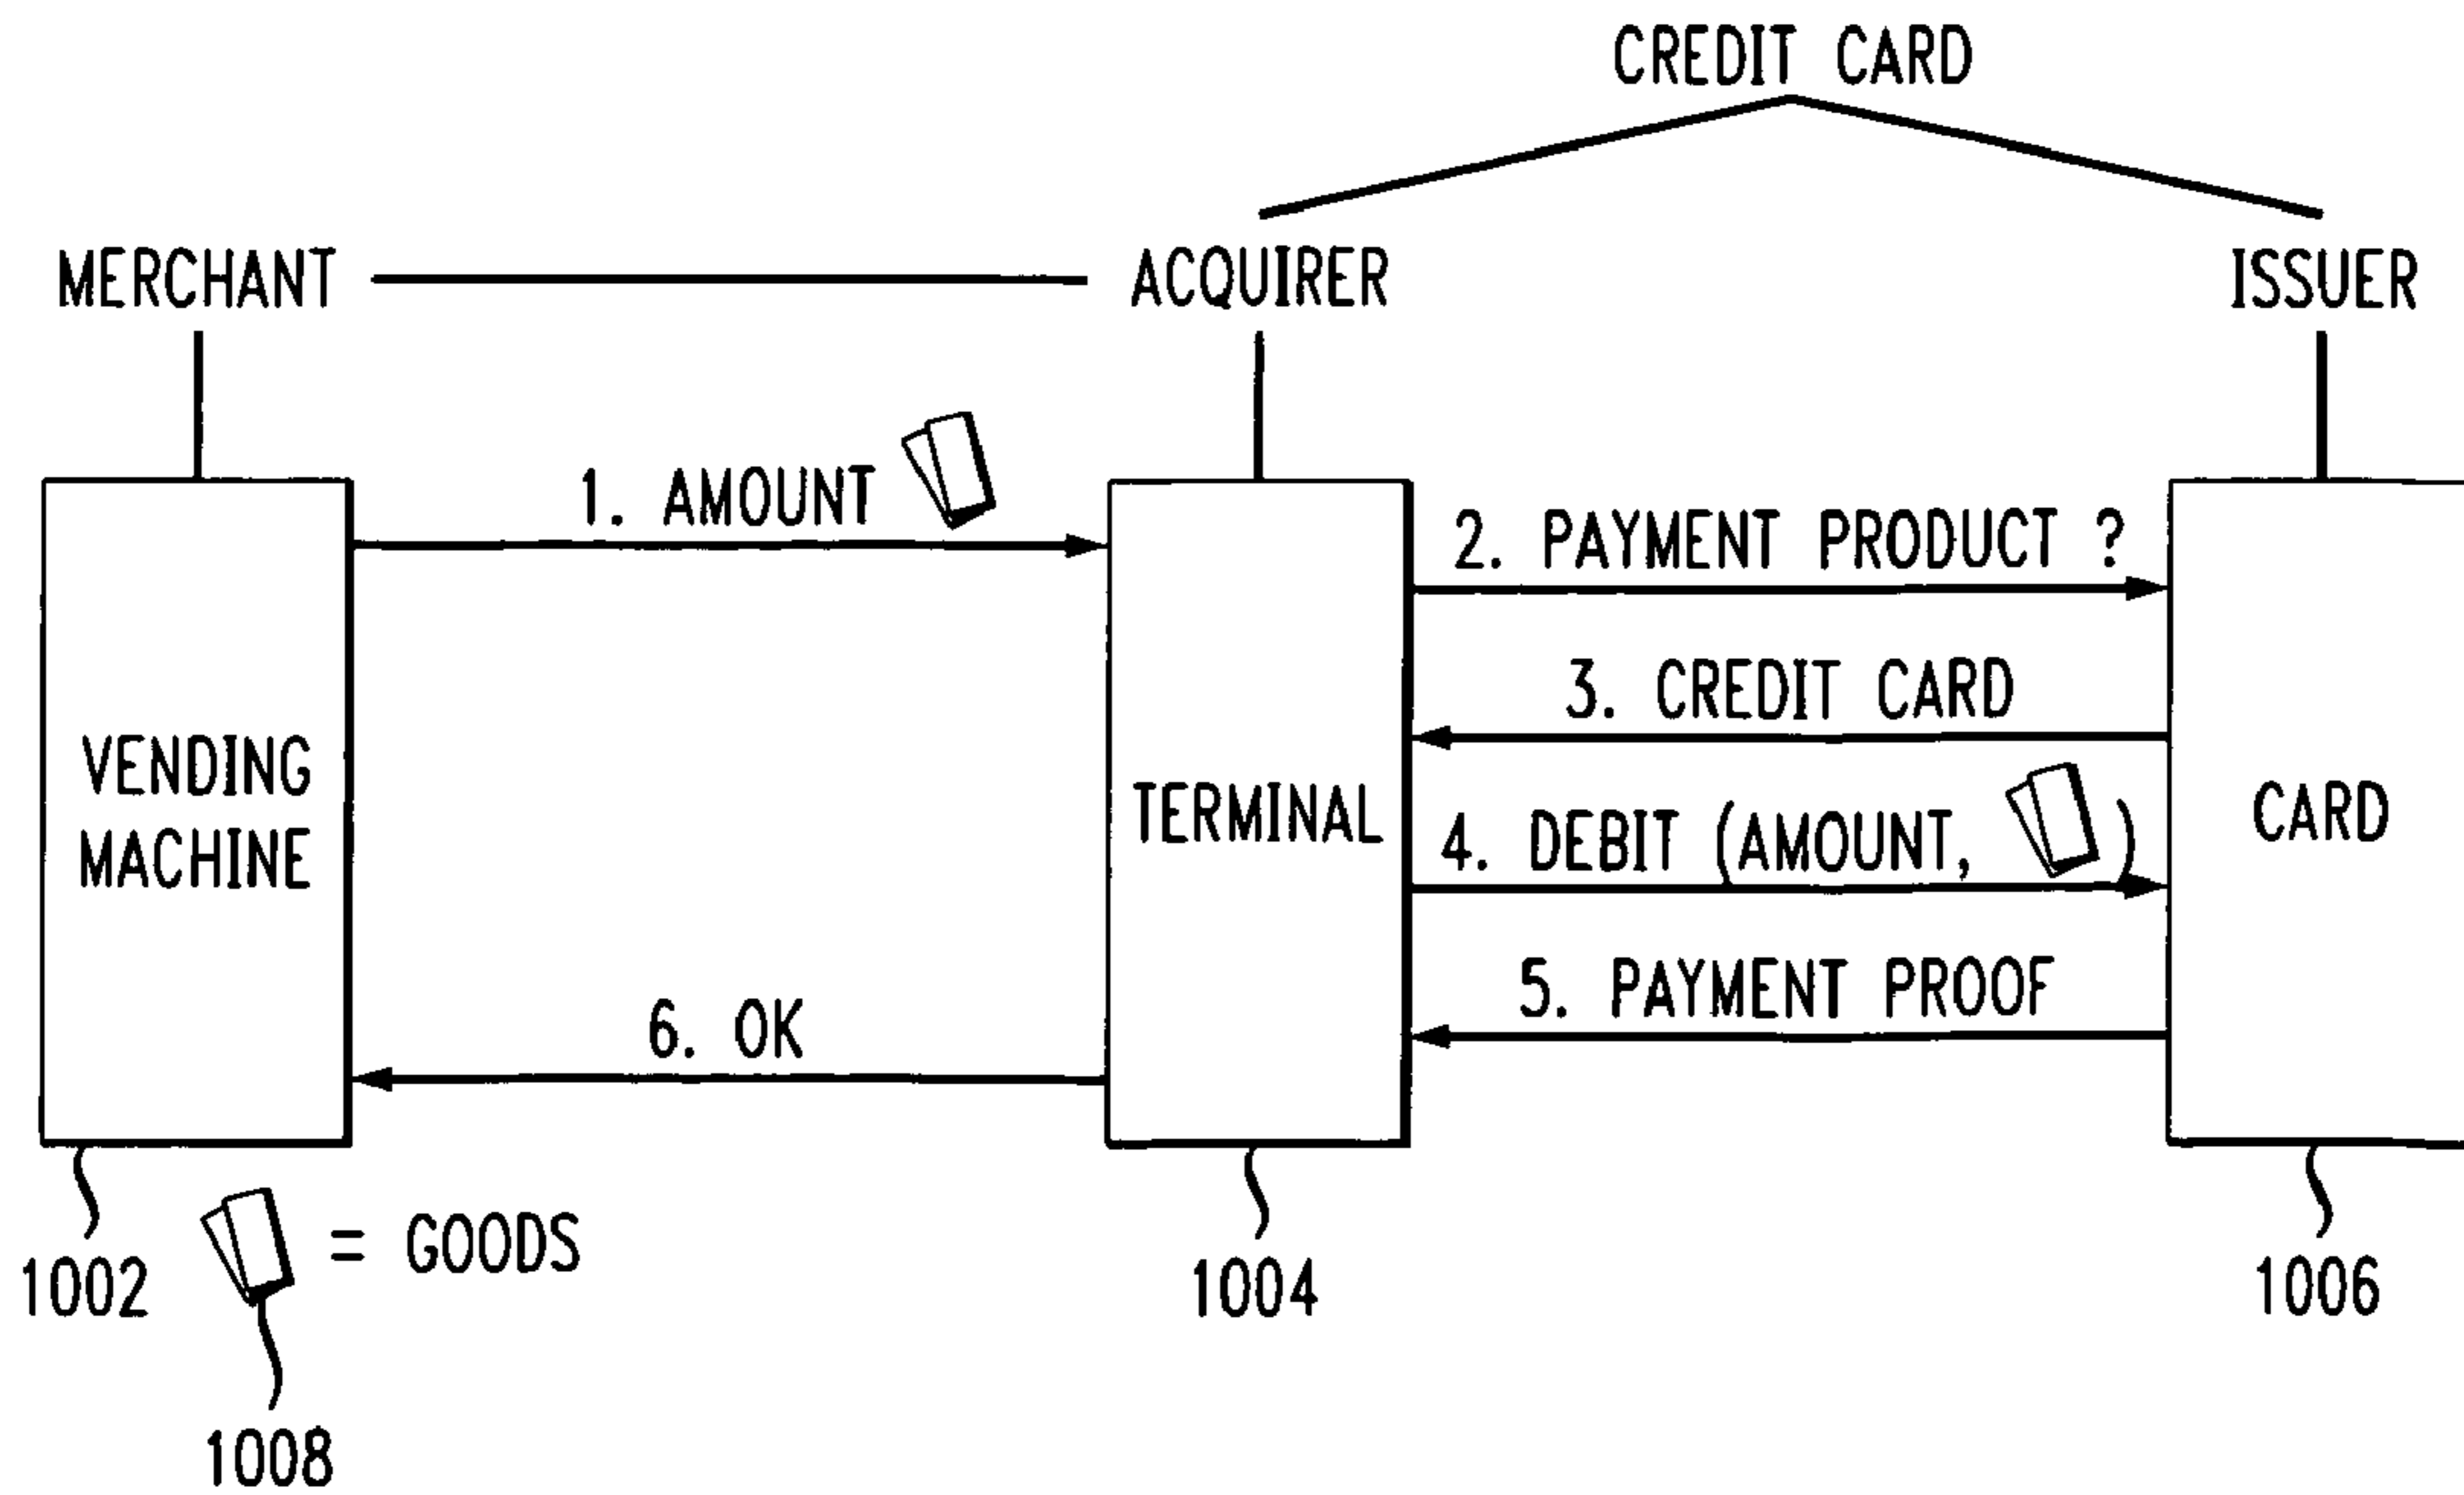 CREDIT CARD
MERCHANT
ACQUIRER
ISSUER
1. AMOUNT
2. PAYMENT PRODUCT ?
3. CREDIT CARD
VENDING
MACHINE
TERMINAL
4. DEBIT (AMOUNT, )
CARD
5. PAYMENT PROOF
6. OK
= GOODS
1002
1004
1006
1008